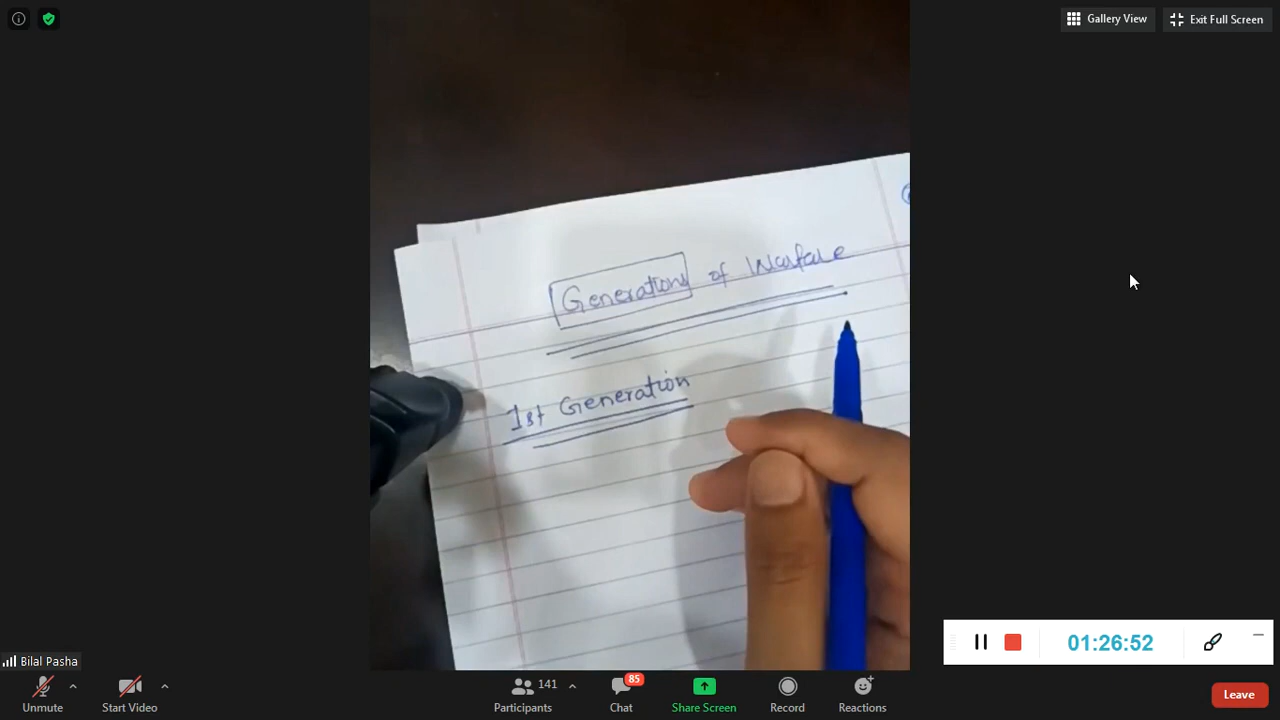 Gallery View
Exit Full Screen
Generations of Warfare
1st Generation
01:26:52
Bilal Pasha
Unmute
Start Video
141
Participants
85
Chat
Share Screen
Record
Reactions
Leave